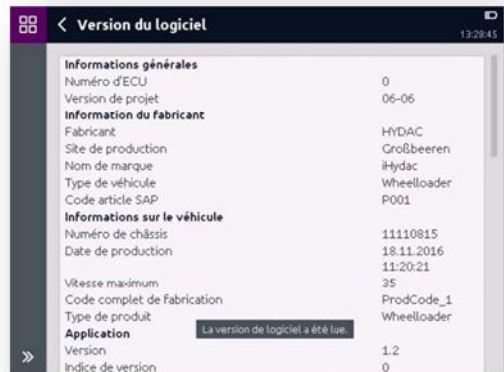 Version du logiciel
13:28:45
Informations générales
Numéro d'ECU 0
Version de projet 06-06
Information du fabricant
Fabricant HYDAC
Site de production Großbeeren
Nom de marque iHydac
Type de véhicule Wheelloader
Code article SAP P001
Informations sur le véhicule
Numéro de châssis 11110815
Date de production 18.11.2016
11:20:21
Vitesse maximum 35
Code complet de fabrication ProdCode_1
Type de produit Wheelloader
La version de logiciel a été lue.
Application
Version 1.2
Indice de version 0